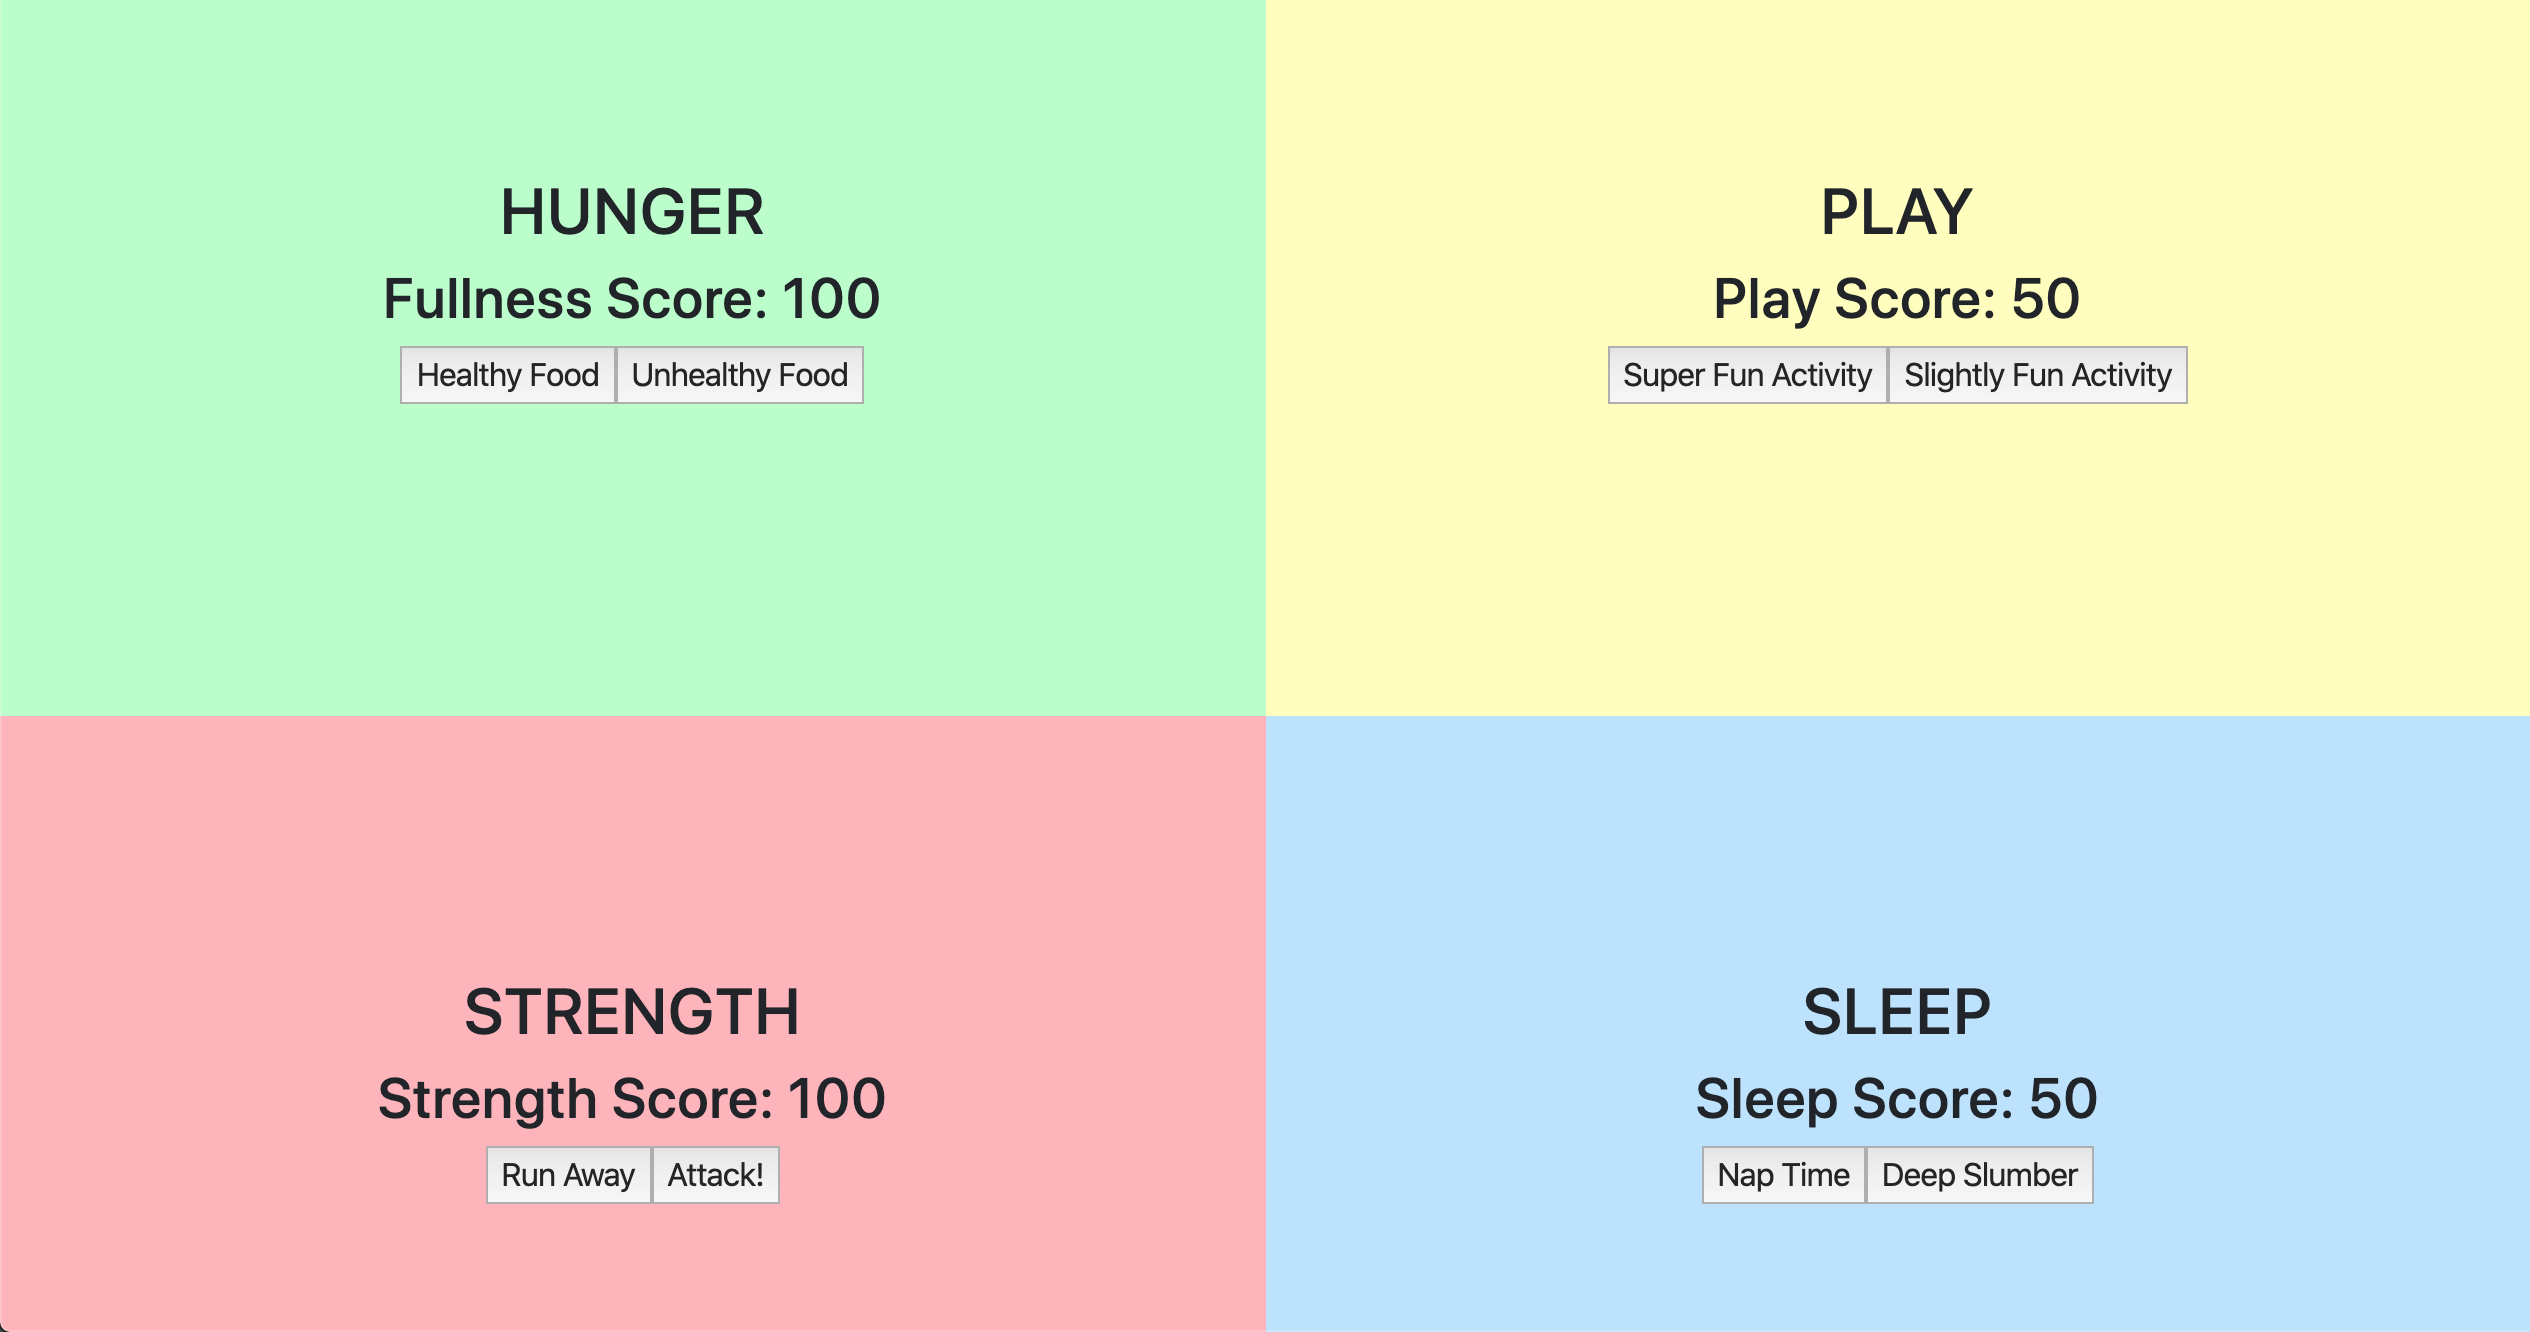 HUNGER
Fullness Score: 100
Healthy Food Unhealthy Food
PLAY
Play Score: 50
Super Fun Activity Slightly Fun Activity
STRENGTH
Strength Score: 100
Run Away Attack!
SLEEP
Sleep Score: 50
Nap Time Deep Slumber